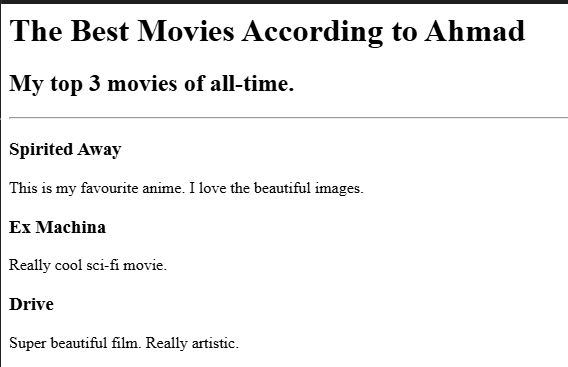 The Best Movies According to Ahmad
My top 3 movies of all-time.
Spirited Away
This is my favourite anime. I love the beautiful images.
Ex Machina
Really cool sci-fi movie.
Drive
Super beautiful film. Really artistic.